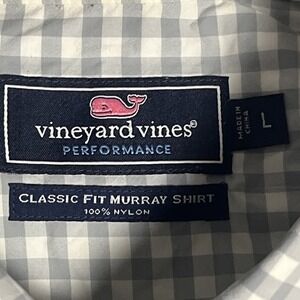 vineyard vines®
PERFORMANCE
MADE IN
CHINA
L
CLASSIC FIT MURRAY SHIRT
100% NYLON